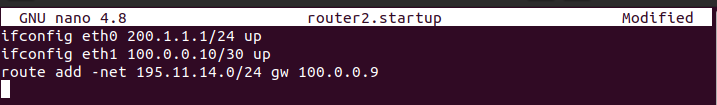 GNU nano 4.8 router2.startup Modified
ifconfig eth0 200.1.1.1/24 up
ifconfig eth1 100.0.0.10/30 up
route add -net 195.11.14.0/24 gw 100.0.0.9